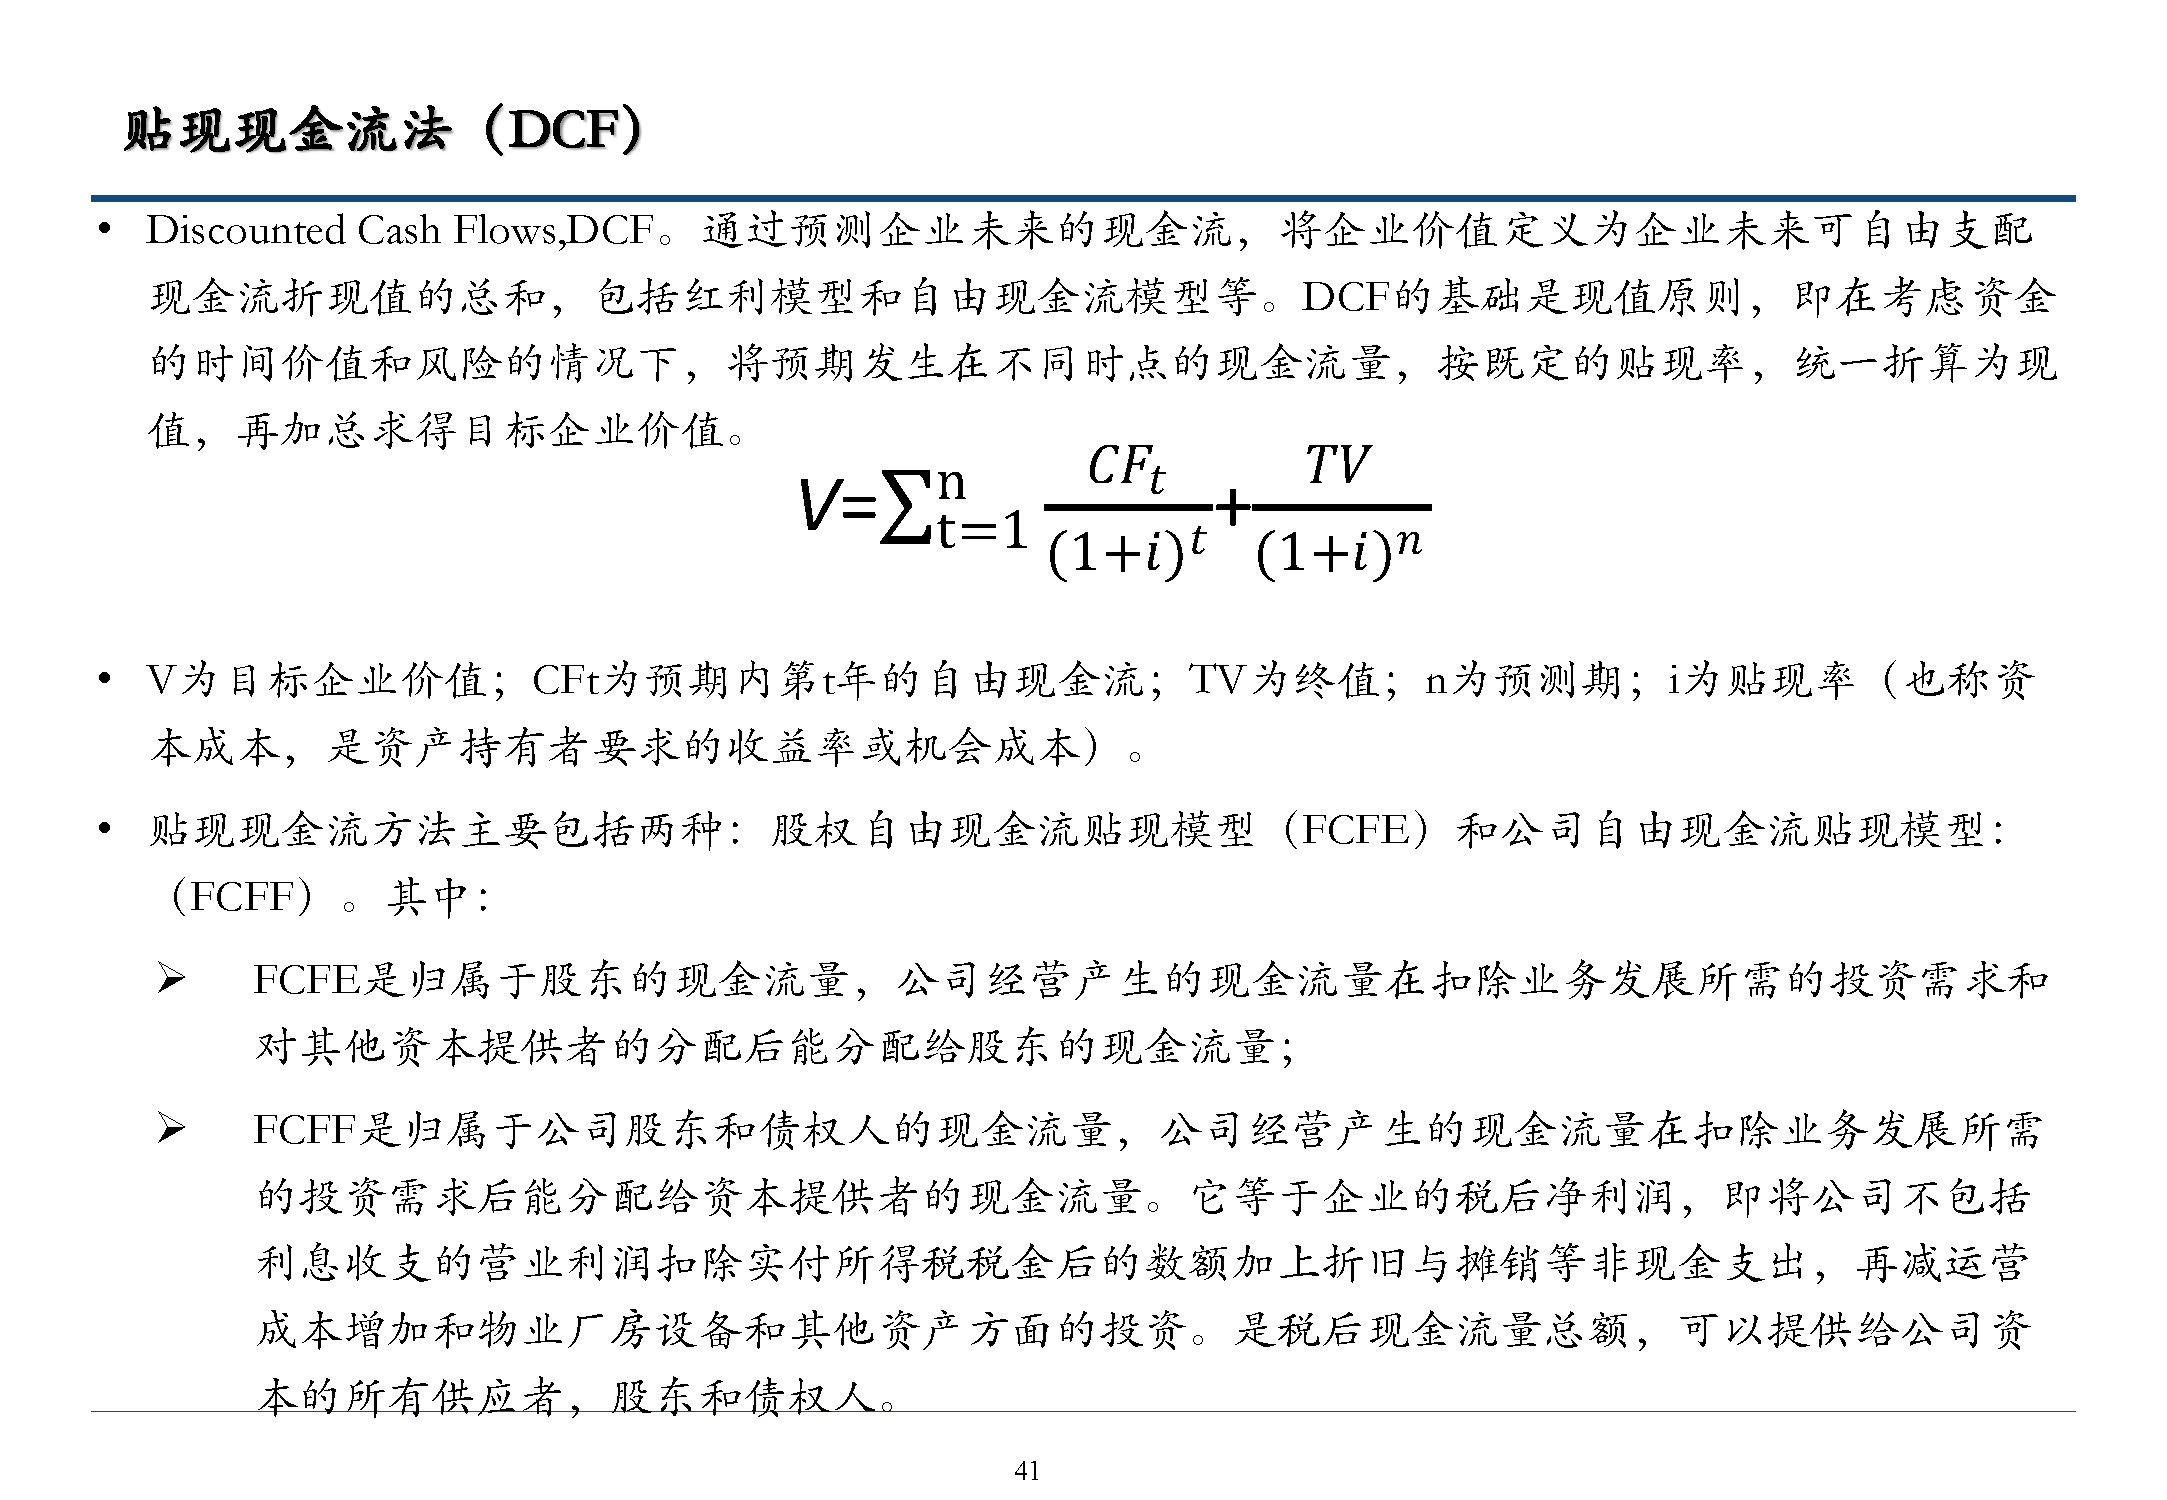 贴现现金流法（DCF）
• Discounted Cash Flows,DCF。通过预测企业未来的现金流，将企业价值定义为企业未来可自由支配
现金流折现值的总和，包括红利模型和自由现金流模型等。DCF的基础是现值原则，即在考虑资金
的时间价值和风险的情况下，将预期发生在不同时点的现金流量，按既定的贴现率，统一折算为现
值，再加总求得目标企业价值。
V=∑_{t=1}^{n} \frac{CF_t}{(1+i)^t}+\frac{TV}{(1+i)^n}
• V为目标企业价值；CFt为预期内第t年的自由现金流；TV为终值；n为预测期；i为贴现率（也称资
本成本，是资产持有者要求的收益率或机会成本）。
• 贴现现金流方法主要包括两种：股权自由现金流贴现模型（FCFE）和公司自由现金流贴现模型：
（FCFF）。其中：
➢ FCFE是归属于股东的现金流量，公司经营产生的现金流量在扣除业务发展所需的投资需求和
对其他资本提供者的分配后能分配给股东的现金流量；
➢ FCFF是归属于公司股东和债权人的现金流量，公司经营产生的现金流量在扣除业务发展所需
的投资需求后能分配给资本提供者的现金流量。它等于企业的税后净利润，即将公司不包括
利息收支的营业利润扣除实付所得税税金后的数额加上折旧与摊销等非现金支出，再减运营
成本增加和物业厂房设备和其他资产方面的投资。是税后现金流量总额，可以提供给公司资
本的所有供应者，股东和债权人。
41